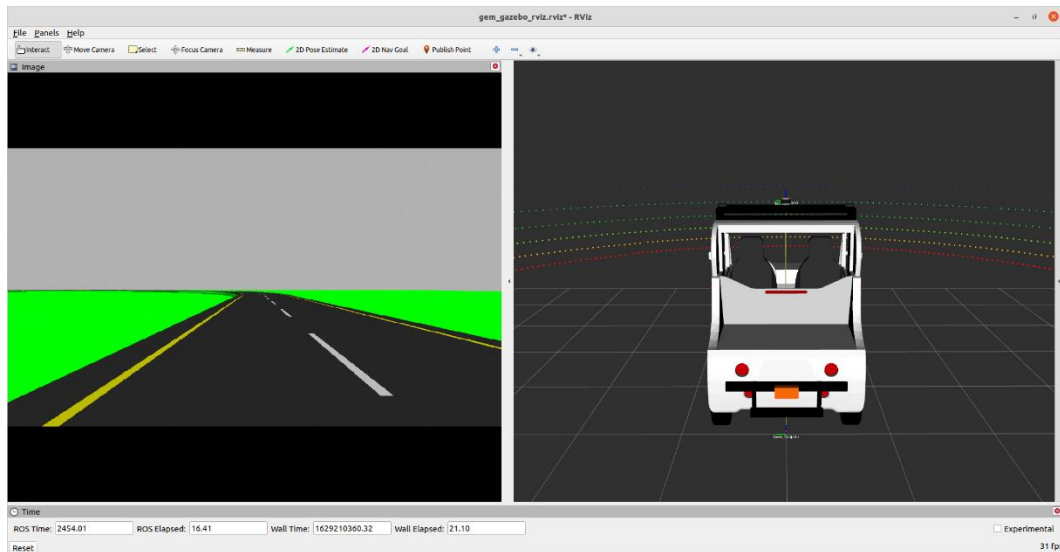 gem_gazebo_rviz.rviz* - RViz
File Panels Help
Interact Move Camera Select Focus Camera Measure 2D Pose Estimate 2D Nav Goal Publish Point
Image
Time
ROS Time: 2454.01 ROS Elapsed: 16.41 Wall Time: 1629210360.32 Wall Elapsed: 21.10 Experimental
Reset 31 fps